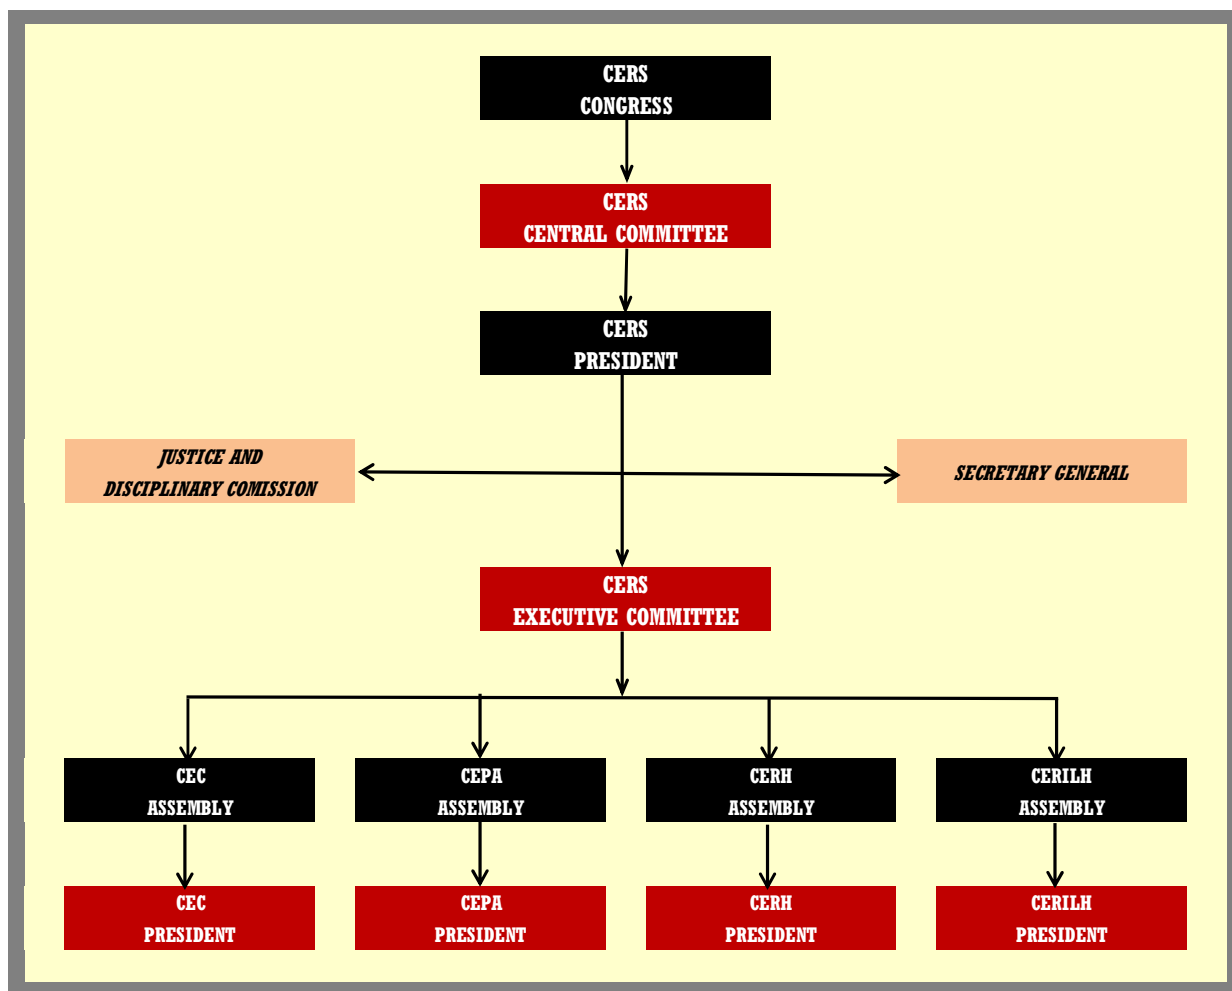 CERS
CONGRESS
CERS
CENTRAL COMMITTEE
CERS
PRESIDENT
JUSTICE AND
DISCIPLINARY COMISSION
SECRETARY GENERAL
CERS
EXECUTIVE COMMITTEE
CEC
ASSEMBLY
CEPA
ASSEMBLY
CERH
ASSEMBLY
CERILH
ASSEMBLY
CEC
PRESIDENT
CEPA
PRESIDENT
CERH
PRESIDENT
CERILH
PRESIDENT